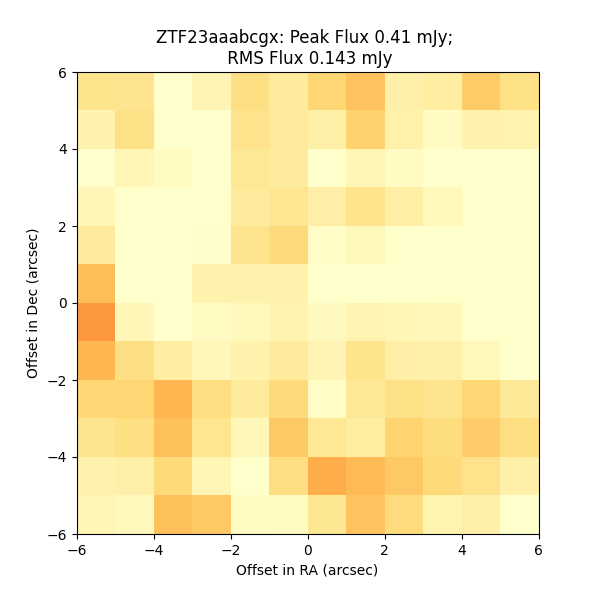 ZTF23aaabcgx: Peak Flux 0.41 mJy;
RMS Flux 0.143 mJy
6
4
2
0
−2
−4
−6
Offset in Dec (arcsec)
−6 −4 −2 0 2 4 6
Offset in RA (arcsec)